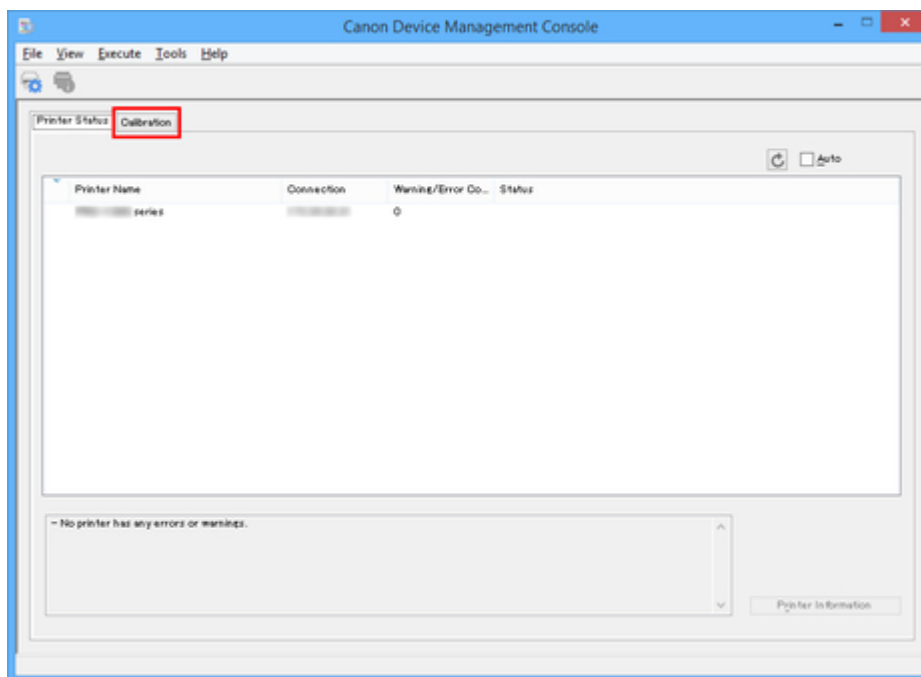 Canon Device Management Console
File View Execute Tools Help
Printer Status Calibration
Auto
Printer Name Connection Warning/Error Co... Status
series 0
- No printer has any errors or warnings.
Printer Information